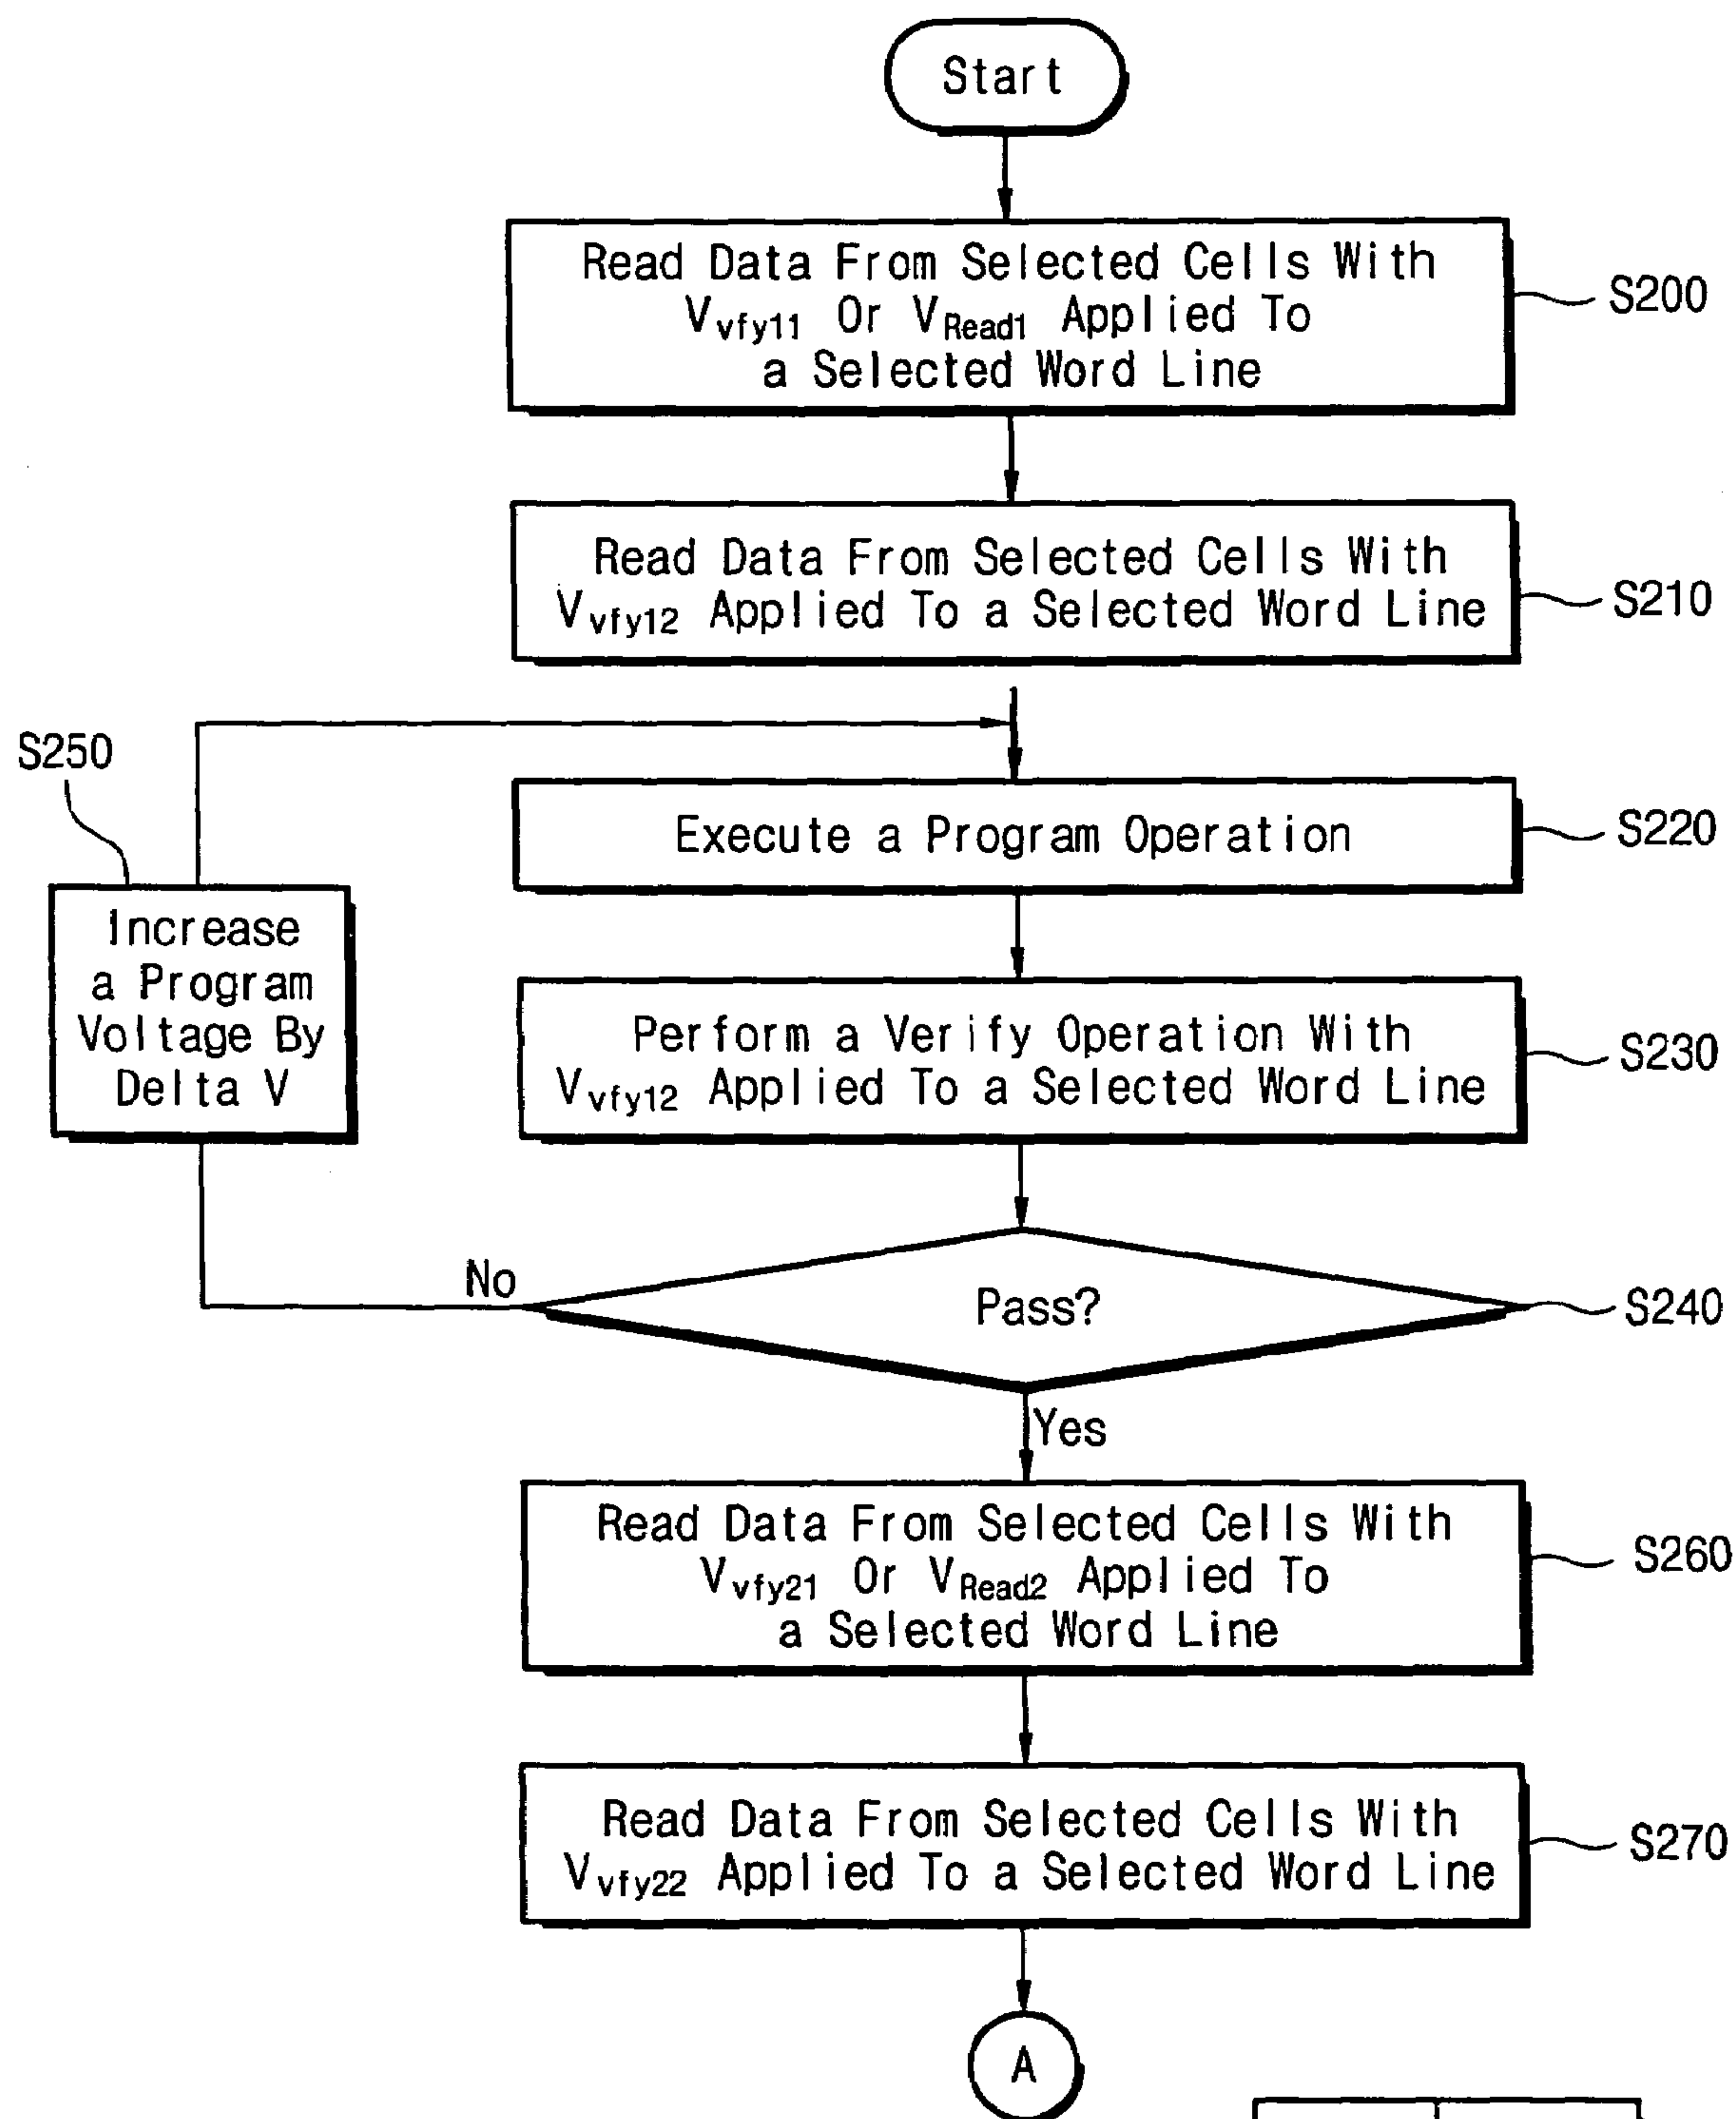 Start
Read Data From Selected Cells With
Vvfy11 Or VRead1 Applied To
a Selected Word Line
S200
Read Data From Selected Cells With
Vvfy12 Applied To a Selected Word Line
S210
S250
Execute a Program Operation
S220
Increase
a Program
Voltage By
Delta V
Perform a Verify Operation With
Vvfy12 Applied To a Selected Word Line
S230
No
Pass?
S240
Yes
Read Data From Selected Cells With
Vvfy21 Or VRead2 Applied To
a Selected Word Line
S260
Read Data From Selected Cells With
Vvfy22 Applied To a Selected Word Line
S270
A